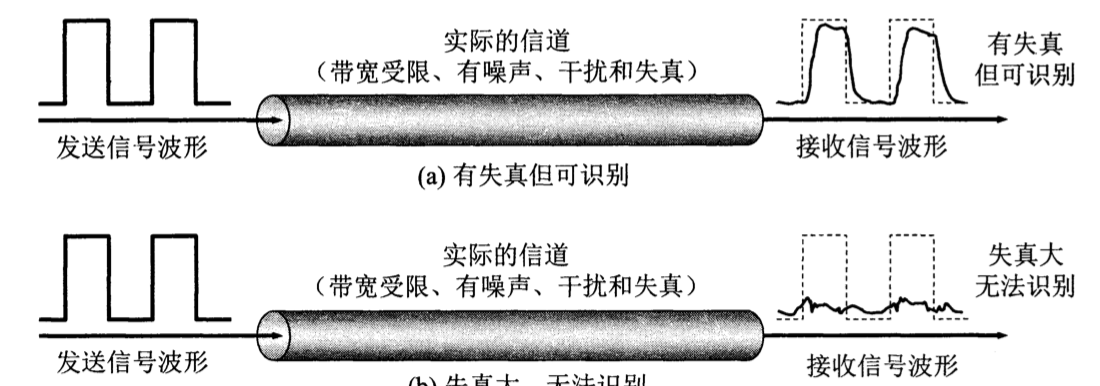 实际的信道
（带宽受限、有噪声、干扰和失真）
有失真
但可识别
发送信号波形
接收信号波形
(a) 有失真但可识别
实际的信道
（带宽受限、有噪声、干扰和失真）
失真大
无法识别
发送信号波形
接收信号波形
(b) 失真大，无法识别